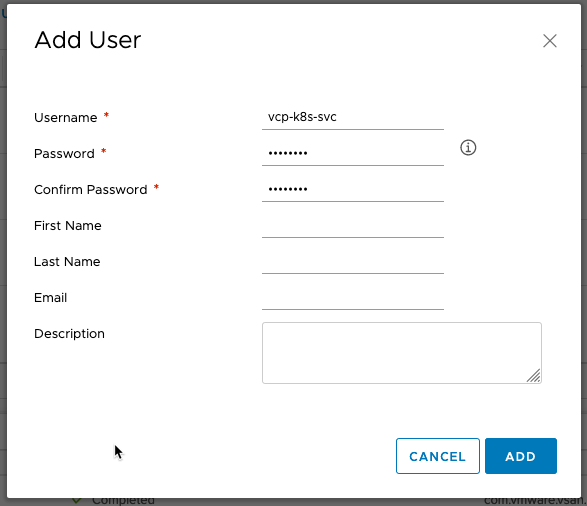 Add User
Username *
vcp-k8s-svc
Password *
••••••••
Confirm Password *
••••••••
First Name
Last Name
Email
Description
CANCEL
ADD
Completed
com.vmware.vsan.